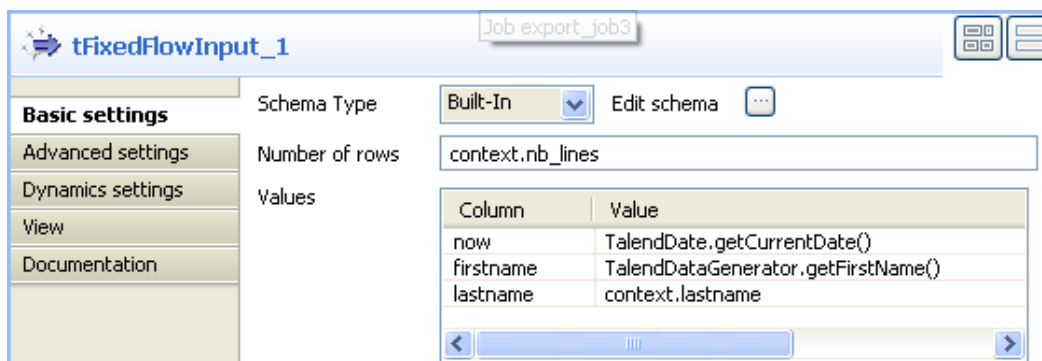 Job export_job3
tFixedFlowInput_1
Basic settings
Advanced settings
Dynamics settings
View
Documentation
Schema Type Built-In Edit schema ...
Number of rows context.nb_lines
Values
Column Value
now TalendDate.getCurrentDate()
firstname TalendDataGenerator.getFirstName()
lastname context.lastname